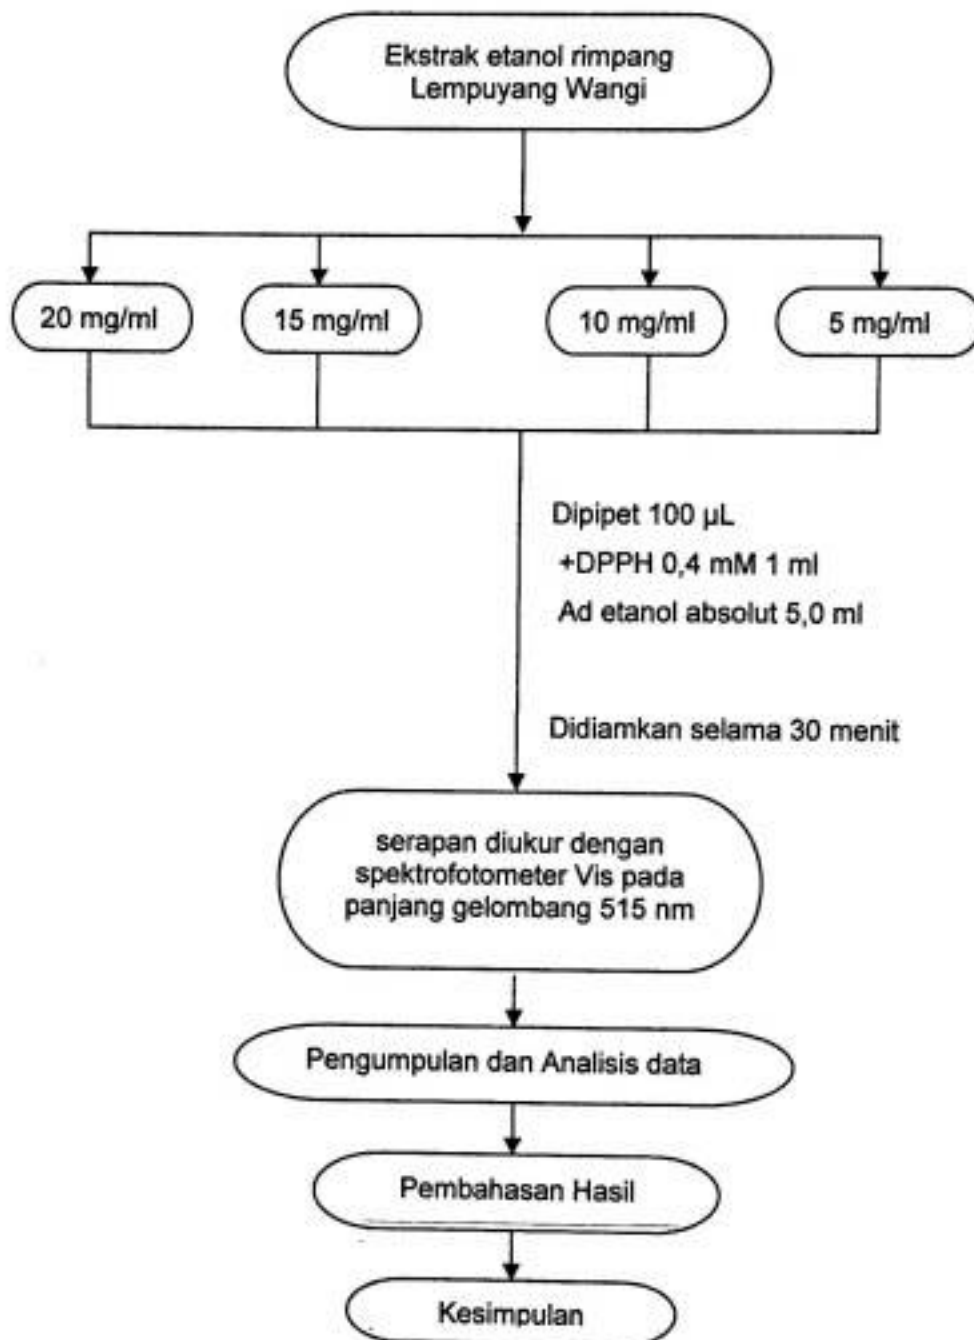 Ekstrak etanol rimpang
Lempuyang Wangi
20 mg/ml
15 mg/ml
10 mg/ml
5 mg/ml
Dipipet 100 µL
+DPPH 0,4 mM 1 ml
Ad etanol absolut 5,0 ml
Didiamkan selama 30 menit
serapan diukur dengan
spektrofotometer Vis pada
panjang gelombang 515 nm
Pengumpulan dan Analisis data
Pembahasan Hasil
Kesimpulan